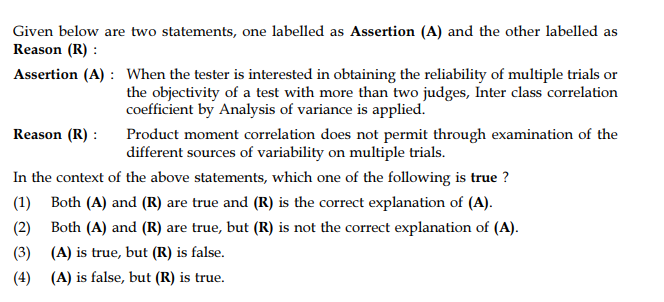 Given below are two statements, one labelled as Assertion (A) and the other labelled as
Reason (R) :
Assertion (A) : When the tester is interested in obtaining the reliability of multiple trials or
the objectivity of a test with more than two judges, Inter class correlation
coefficient by Analysis of variance is applied.
Reason (R) : Product moment correlation does not permit through examination of the
different sources of variability on multiple trials.
In the context of the above statements, which one of the following is true ?
(1) Both (A) and (R) are true and (R) is the correct explanation of (A).
(2) Both (A) and (R) are true, but (R) is not the correct explanation of (A).
(3) (A) is true, but (R) is false.
(4) (A) is false, but (R) is true.